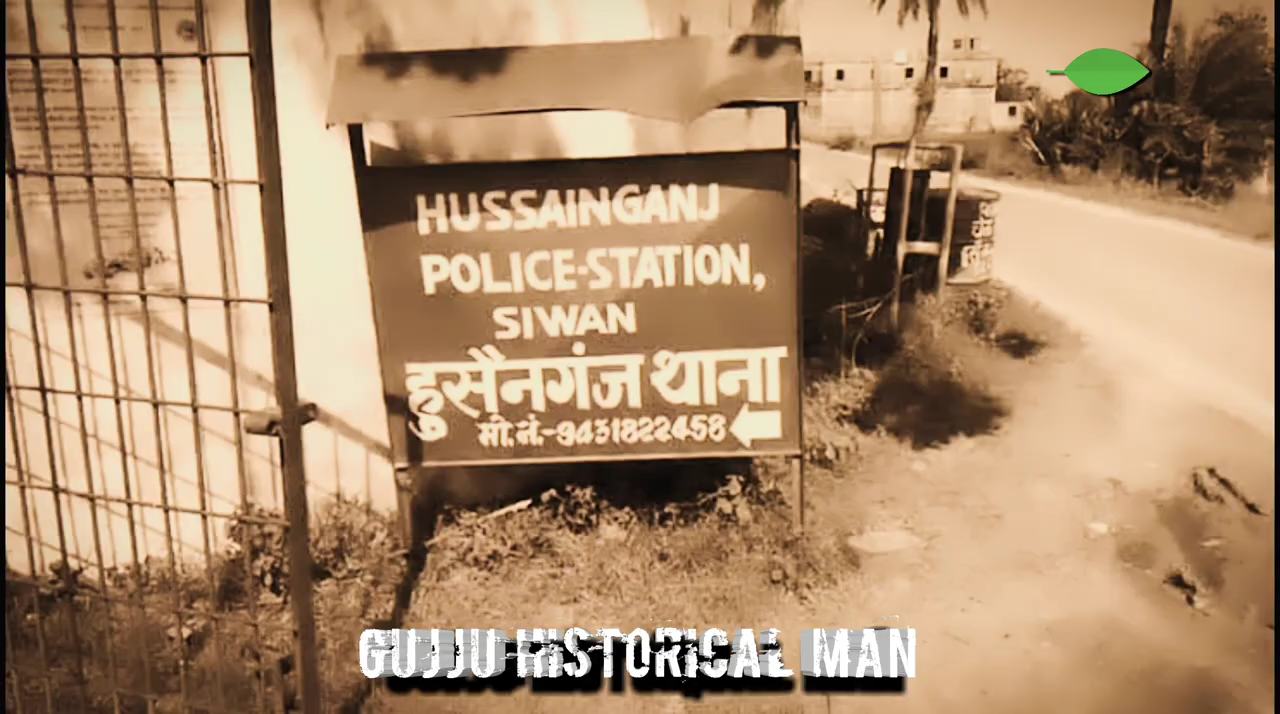 HUSSAINGANJ
POLICE-STATION,
SIWAN
हुसैनगंज थाना
मो.नं.-9431822458
GUJJU HISTORICAL MAN